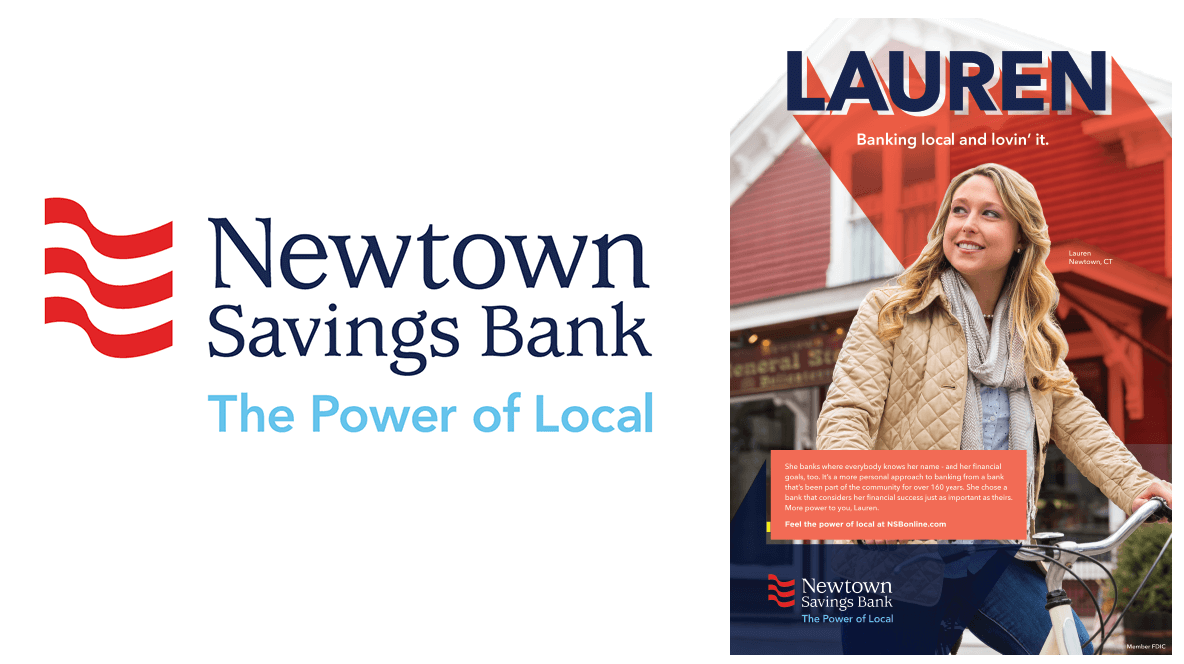 Newtown
Savings Bank
The Power of Local
LAUREN
Banking local and lovin' it.
Lauren
Newtown, CT
General St
She banks where everybody knows her name - and her financial
goals, too. It's a more personal approach to banking from a bank
that's been part of the community for over 160 years. She chose a
bank that considers her financial success just as important as theirs.
More power to you, Lauren.
Feel the power of local at NSBonline.com
Newtown
Savings Bank
The Power of Local
Member FDIC